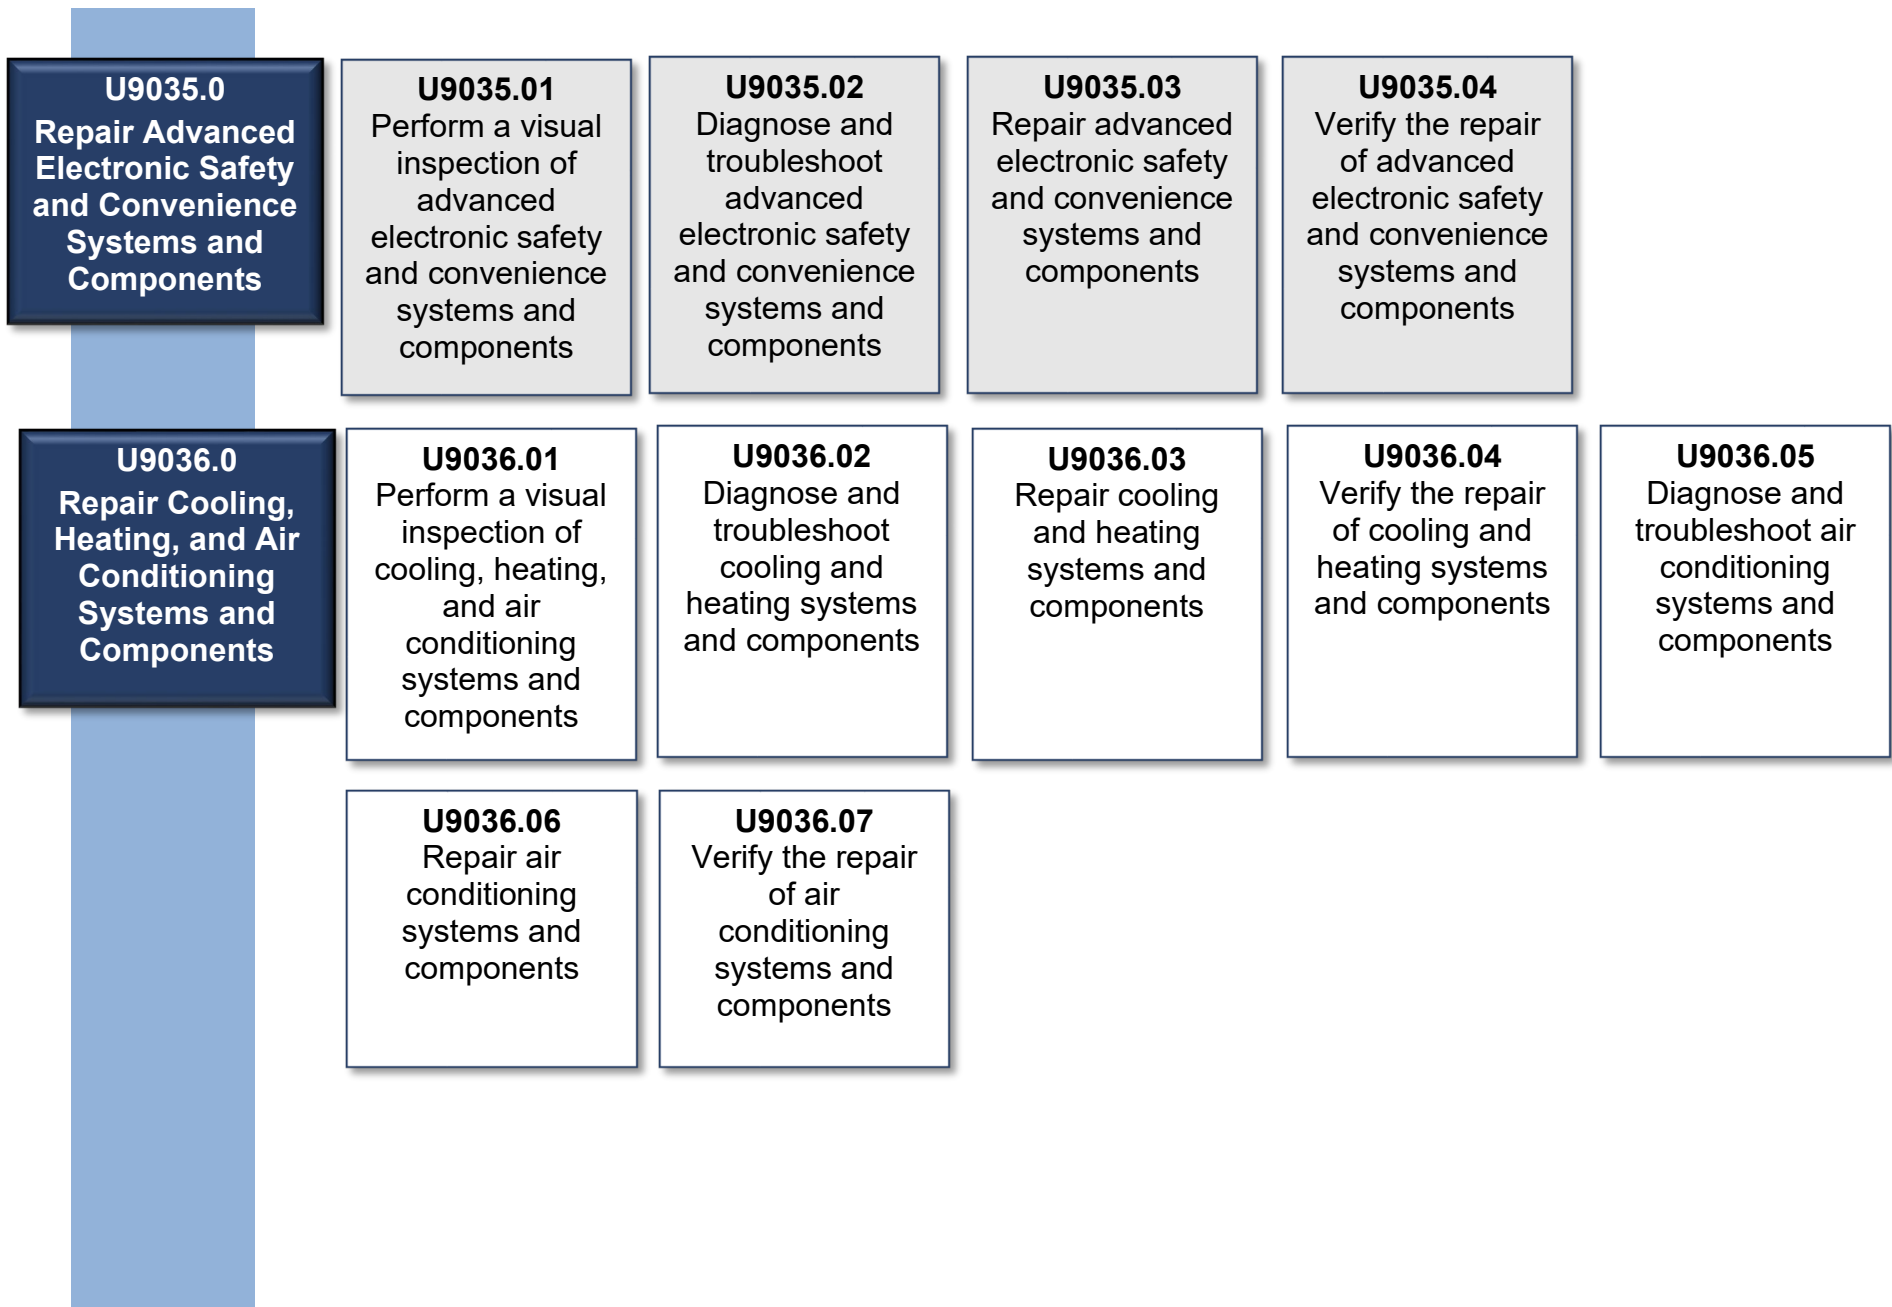 U9035.0
Repair Advanced
Electronic Safety
and Convenience
Systems and
Components
U9035.01
Perform a visual
inspection of
advanced
electronic safety
and convenience
systems and
components
U9035.02
Diagnose and
troubleshoot
advanced
electronic safety
and convenience
systems and
components
U9035.03
Repair advanced
electronic safety
and convenience
systems and
components
U9035.04
Verify the repair
of advanced
electronic safety
and convenience
systems and
components
U9036.0
Repair Cooling,
Heating, and Air
Conditioning
Systems and
Components
U9036.01
Perform a visual
inspection of
cooling, heating,
and air
conditioning
systems and
components
U9036.02
Diagnose and
troubleshoot
cooling and
heating systems
and components
U9036.03
Repair cooling
and heating
systems and
components
U9036.04
Verify the repair
of cooling and
heating systems
and components
U9036.05
Diagnose and
troubleshoot air
conditioning
systems and
components
U9036.06
Repair air
conditioning
systems and
components
U9036.07
Verify the repair
of air
conditioning
systems and
components